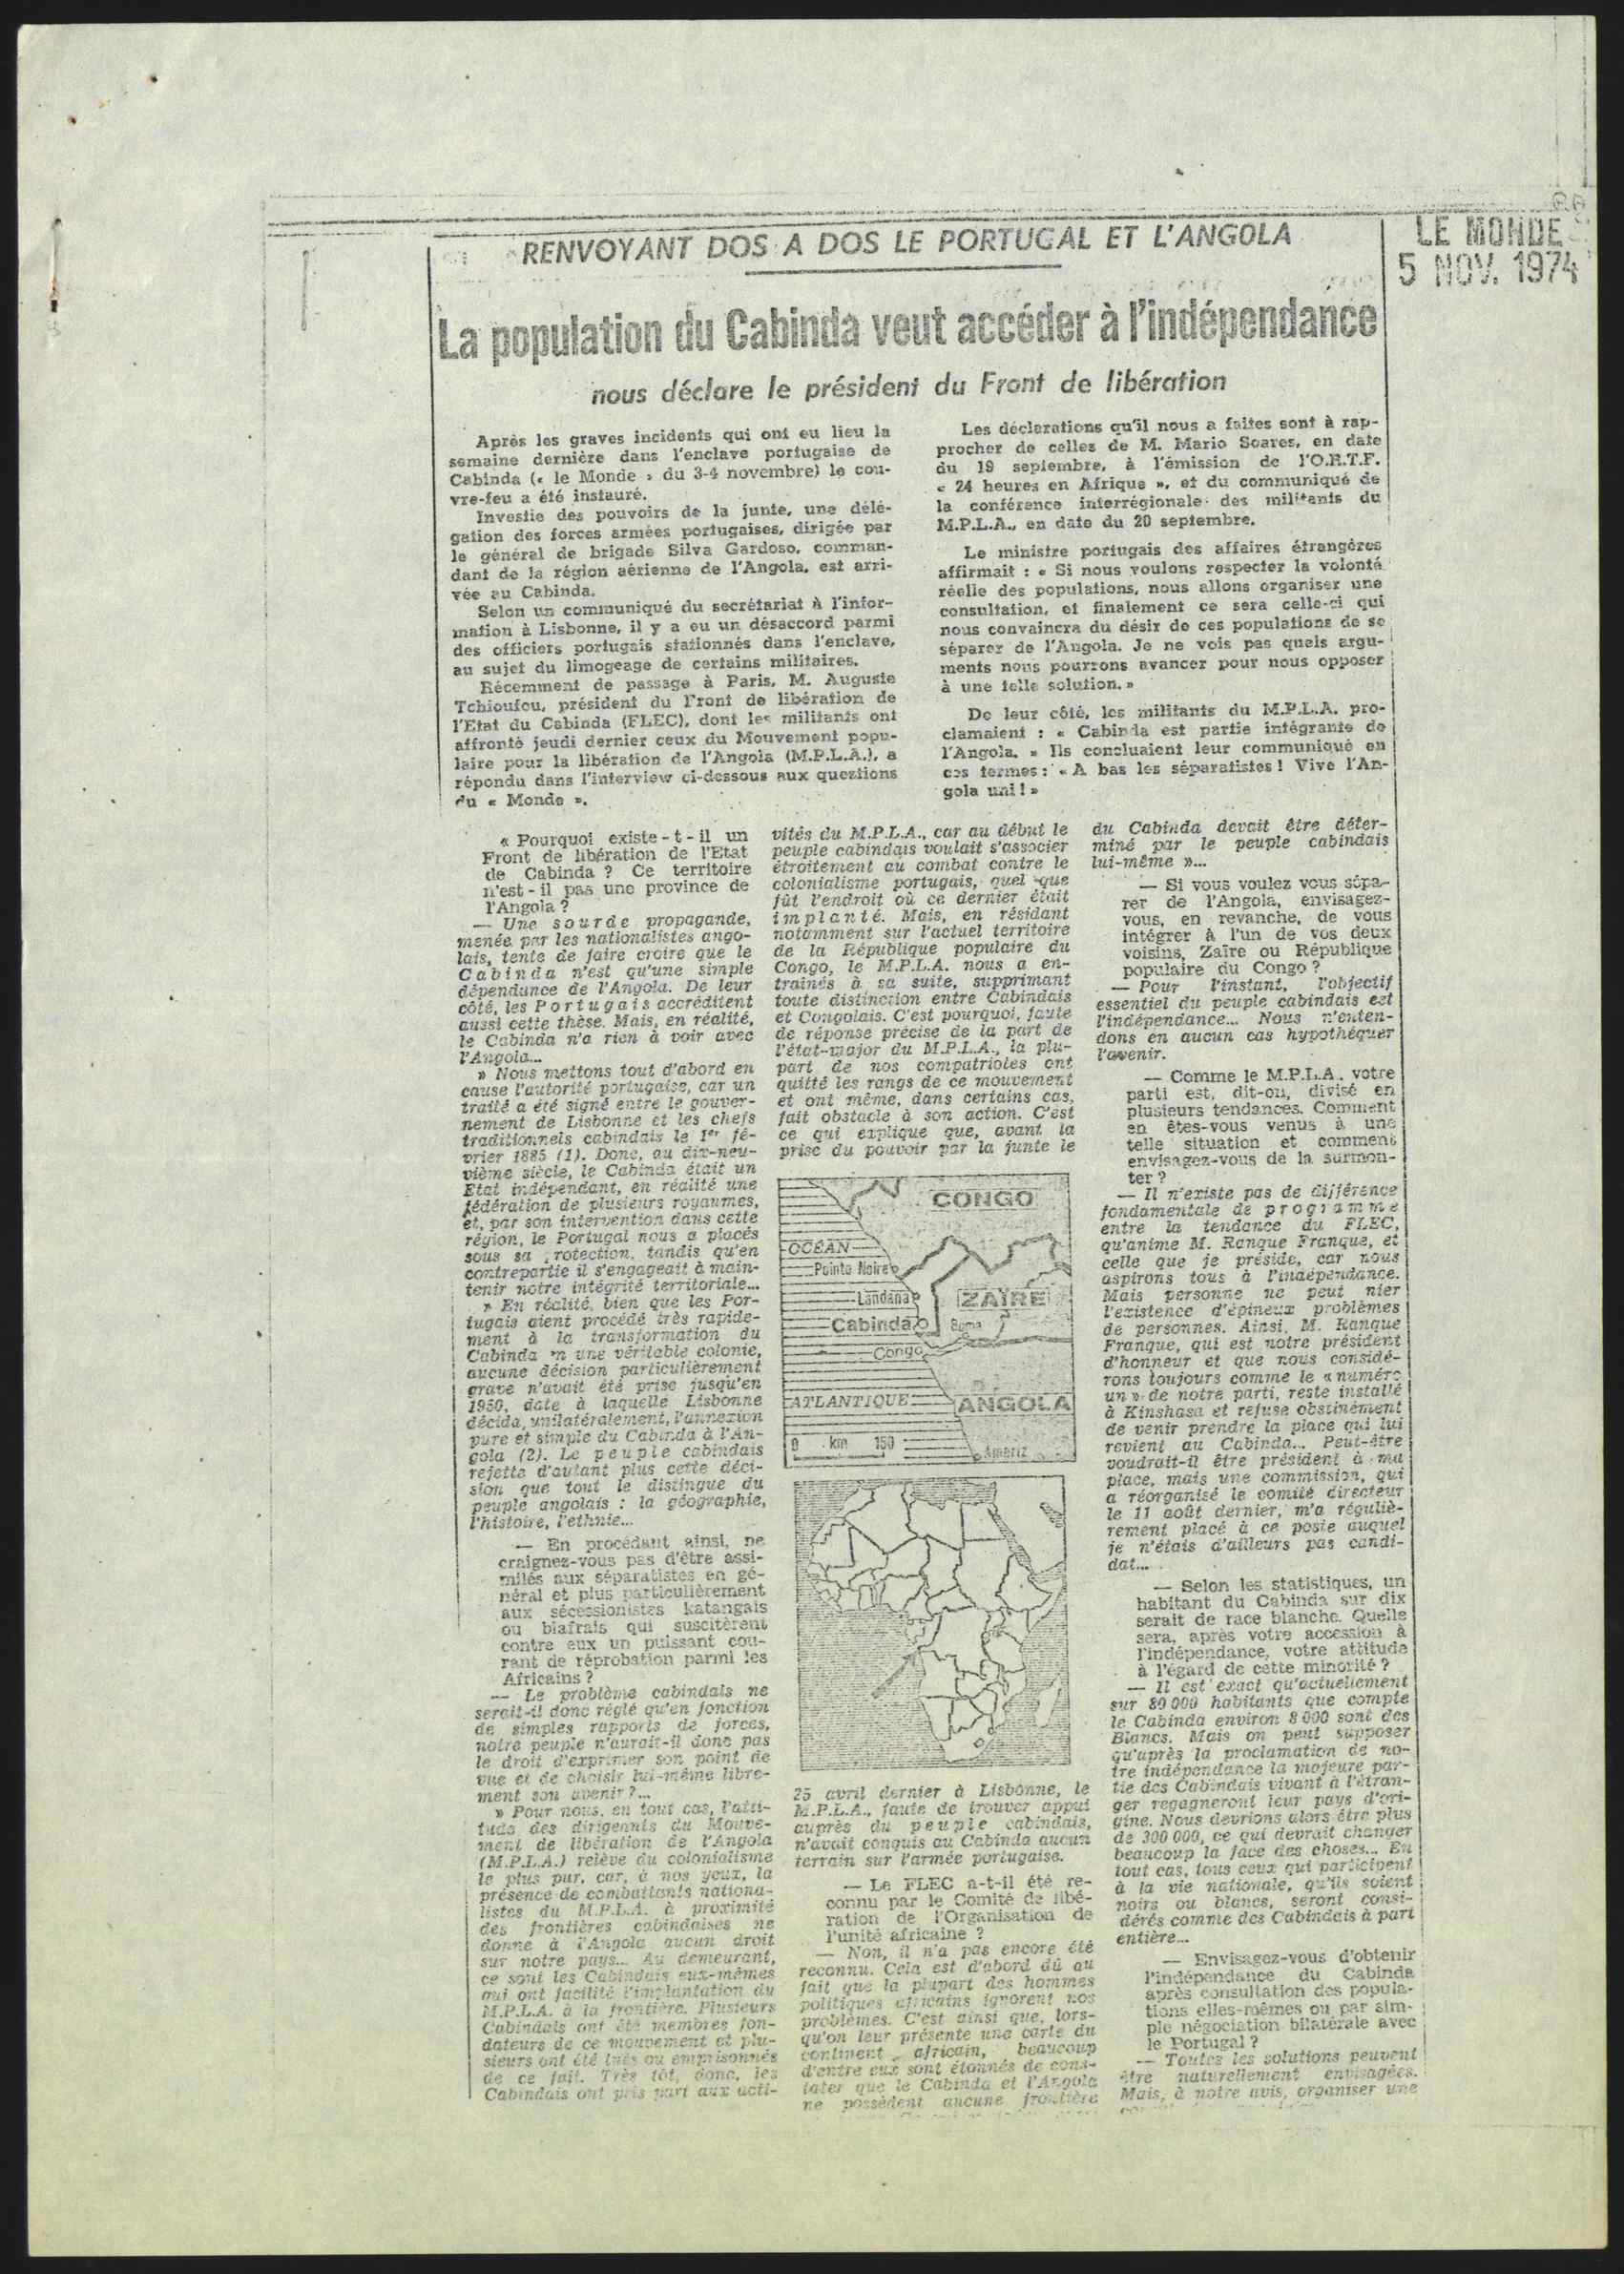 LE MONDE
5 NOV. 1974
RENVOYANT DOS A DOS LE PORTUGAL ET L'ANGOLA
La population du Cabinda veut accéder à l'indépendance
nous déclare le président du Front de libération
Après les graves incidents qui ont eu lieu la
semaine dernière dans l'enclave portugaise de
Cabinda (« le Monde » du 3-4 novembre) le cou-
vre-feu a été instauré.
Investie des pouvoirs de la junte, une délé-
gation des forces armées portugaises, dirigée par
le général de brigade Silva Gardoso, comman-
dant de la région aérienne de l'Angola, est arri-
vée au Cabinda.
Selon un communiqué du secrétariat à l'infor-
mation à Lisbonne, il y a eu un désaccord parmi
des officiers portugais stationnés dans l'enclave,
au sujet du limogeage de certains militaires.
Récemment de passage à Paris, M. Auguste
Tchioufou, président du Front de libération de
l'Etat du Cabinda (FLEC), dont les militants ont
affronté jeudi dernier ceux du Mouvement popu-
laire pour la libération de l'Angola (M.P.L.A.), a
répondu dans l'interview ci-dessous aux questions
du « Monde ».
Les déclarations qu'il nous a faites sont à rap-
procher de celles de M. Mario Soares, en date
du 19 septembre, à l'émission de l'O.R.T.F.
« 24 heures en Afrique », et du communiqué de
la conférence interrégionale des militants du
M.P.L.A., en date du 20 septembre.
Le ministre portugais des affaires étrangères
affirmait : « Si nous voulons respecter la volonté
réelle des populations, nous allons organiser une
consultation, et finalement ce sera celle-ci qui
nous convaincra du désir de ces populations de se
séparer de l'Angola. Je ne vois pas quels argu-
ments nous pourrons avancer pour nous opposer
à une telle solution. »
De leur côté, les militants du M.P.L.A. pro-
clamaient : « Cabinda est partie intégrante de
l'Angola. » Ils concluaient leur communiqué en
ces termes : « A bas les séparatistes ! Vive l'An-
gola uni ! »
« Pourquoi existe-t-il un
Front de libération de l'Etat
de Cabinda ? Ce territoire
n'est-il pas une province de
l'Angola ?
— Une sourde propagande,
menée par les nationalistes ango-
lais, tente de faire croire que le
Cabinda n'est qu'une simple
dépendance de l'Angola. De leur
côté, les Portugais accréditent
aussi cette thèse. Mais, en réalité,
le Cabinda n'a rien à voir avec
l'Angola...
» Nous mettons tout d'abord en
cause l'autorité portugaise, car un
traité a été signé entre le gouver-
nement de Lisbonne et les chefs
traditionnels cabindais le 1er fé-
vrier 1885 (1). Donc, au dix-neu-
vième siècle, le Cabinda était un
Etat indépendant, en réalité une
fédération de plusieurs royaumes,
et, par son intervention dans cette
région, le Portugal nous a placés
sous sa rotection, tandis qu'en
contrepartie il s'engageait à main-
tenir notre intégrité territoriale...
» En réalité, bien que les Por-
tugais aient procédé très rapide-
ment à la transformation du
Cabinda en une véritable colonie,
aucune décision particulièrement
grave n'avait été prise jusqu'en
1950, date à laquelle Lisbonne
décida, unilatéralement, l'annexion
pure et simple du Cabinda à l'An-
gola (2). Le peuple cabindais
rejette d'autant plus cette déci-
sion que tout le distingue du
peuple angolais : la géographie,
l'histoire, l'ethnie...
— En procédant ainsi, ne
craignez-vous pas d'être assi-
milés aux séparatistes en gé-
néral et plus particulièrement
aux sécessionistes katangais
ou biafrais qui suscitèrent
contre eux un puissant cou-
rant de réprobation parmi les
Africains ?
— Le problème cabindais ne
serait-il donc réglé qu'en fonction
de simples rapports de forces,
notre peuple n'aurait-il donc pas
le droit d'exprimer son point de
vue et de choisir lui-même libre-
ment son avenir ?...
» Pour nous, en tout cas, l'atti-
tude des dirigeants du Mouve-
ment de libération de l'Angola
(M.P.L.A.) relève du colonialisme
le plus pur, car, à nos yeux, la
présence de combattants nationa-
listes du M.P.L.A. à proximité
des frontières cabindaises ne
donne à l'Angola aucun droit
sur notre pays... Au demeurant,
ce sont les Cabindais eux-mêmes
qui ont facilité l'implantation du
M.P.L.A. à la frontière. Plusieurs
Cabindais ont été membres fon-
dateurs de ce mouvement et plu-
sieurs ont été tués ou emprisonnés
de ce fait. Très tôt, donc, les
Cabindais ont pris part aux acti-
vités du M.P.L.A., car au début le
peuple cabindais voulait s'associer
étroitement au combat contre le
colonialisme portugais, quel que
fût l'endroit où ce dernier était
implanté. Mais, en résidant
notamment sur l'actuel territoire
de la République populaire du
Congo, le M.P.L.A. nous a en-
traînés à sa suite, supprimant
toute distinction entre Cabindais
et Congolais. C'est pourquoi, faute
de réponse précise de la part de
l'état-major du M.P.L.A., la plu-
part de nos compatriotes ont
quitté les rangs de ce mouvement
et ont même, dans certains cas,
fait obstacle à son action. C'est
ce qui explique que, avant la
prise du pouvoir par la junte le
CONGO
OCÉAN
Pointe Noire
Landana
ZAÏRE
Cabinda
Boma
Congo
ATLANTIQUE
ANGOLA
0 km 150
Ambriz
25 avril dernier à Lisbonne, le
M.P.L.A., faute de trouver appui
auprès du peuple cabindais,
n'avait conquis au Cabinda aucun
terrain sur l'armée portugaise.
— Le FLEC a-t-il été re-
connu par le Comité de libé-
ration de l'Organisation de
l'unité africaine ?
— Non, il n'a pas encore été
reconnu. Cela est d'abord dû au
fait que la plupart des hommes
politiques africains ignorent nos
problèmes. C'est ainsi que, lors-
qu'on leur présente une carte du
continent africain, beaucoup
d'entre eux sont étonnés de cons-
tater que le Cabinda et l'Angola
ne possèdent aucune frontière
du Cabinda devait être déter-
miné par le peuple cabindais
lui-même »...
— Si vous voulez vous sépa-
rer de l'Angola, envisagez-
vous, en revanche, de vous
intégrer à l'un de vos deux
voisins, Zaïre ou République
populaire du Congo ?
— Pour l'instant, l'objectif
essentiel du peuple cabindais est
l'indépendance... Nous n'enten-
dons en aucun cas hypothéquer
l'avenir.
— Comme le M.P.L.A. votre
parti est, dit-on, divisé en
plusieurs tendances. Comment
en êtes-vous venus à une
telle situation et comment
envisagez-vous de la surmon-
ter ?
— Il n'existe pas de différence
fondamentale de programme
entre la tendance du FLEC,
qu'anime M. Ranque Franque, et
celle que je préside, car nous
aspirons tous à l'indépendance.
Mais personne ne peut nier
l'existence d'épineux problèmes
de personnes. Ainsi, M. Ranque
Franque, qui est notre président
d'honneur et que nous considé-
rons toujours comme le « numéro
un » de notre parti, reste installé
à Kinshasa et refuse obstinément
de venir prendre la place qui lui
revient au Cabinda... Peut-être
voudrait-il être président à ma
place, mais une commission, qui
a réorganisé le comité directeur
le 11 août dernier, m'a réguliè-
rement placé à ce poste auquel
je n'étais d'ailleurs pas candi-
dat...
— Selon les statistiques, un
habitant du Cabinda sur dix
serait de race blanche. Quelle
sera, après votre accession à
l'indépendance, votre attitude
à l'égard de cette minorité ?
— Il est exact qu'actuellement
sur 80 000 habitants que compte
le Cabinda environ 8 000 sont des
Blancs. Mais on peut supposer
qu'après la proclamation de no-
tre indépendance la majeure par-
tie des Cabindais vivant à l'étran-
ger regagneront leur pays d'ori-
gine. Nous devrions alors être plus
de 300 000, ce qui devrait changer
beaucoup la face des choses... En
tout cas, tous ceux qui participent
à la vie nationale, qu'ils soient
noirs ou blancs, seront consi-
dérés comme des Cabindais à part
entière...
— Envisagez-vous d'obtenir
l'indépendance du Cabinda
après consultation des popula-
tions elles-mêmes ou par sim-
ple négociation bilatérale avec
le Portugal ?
— Toutes les solutions peuvent
être naturellement envisagées.
Mais, à notre avis, organiser une